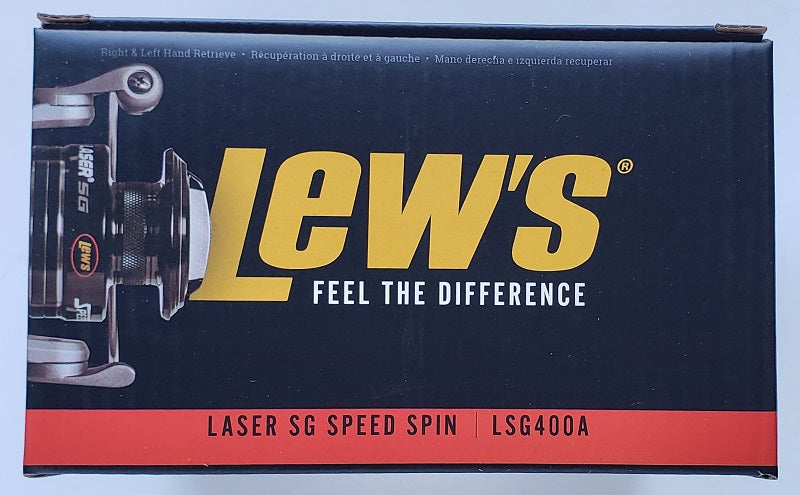 Right & Left Hand Retrieve • Récupération à droite et à gauche • Mano derecha e izquierda recuperar
LASER® SG
Lew's
Lew's®
FEEL THE DIFFERENCE
LASER SG SPEED SPIN | LSG400A